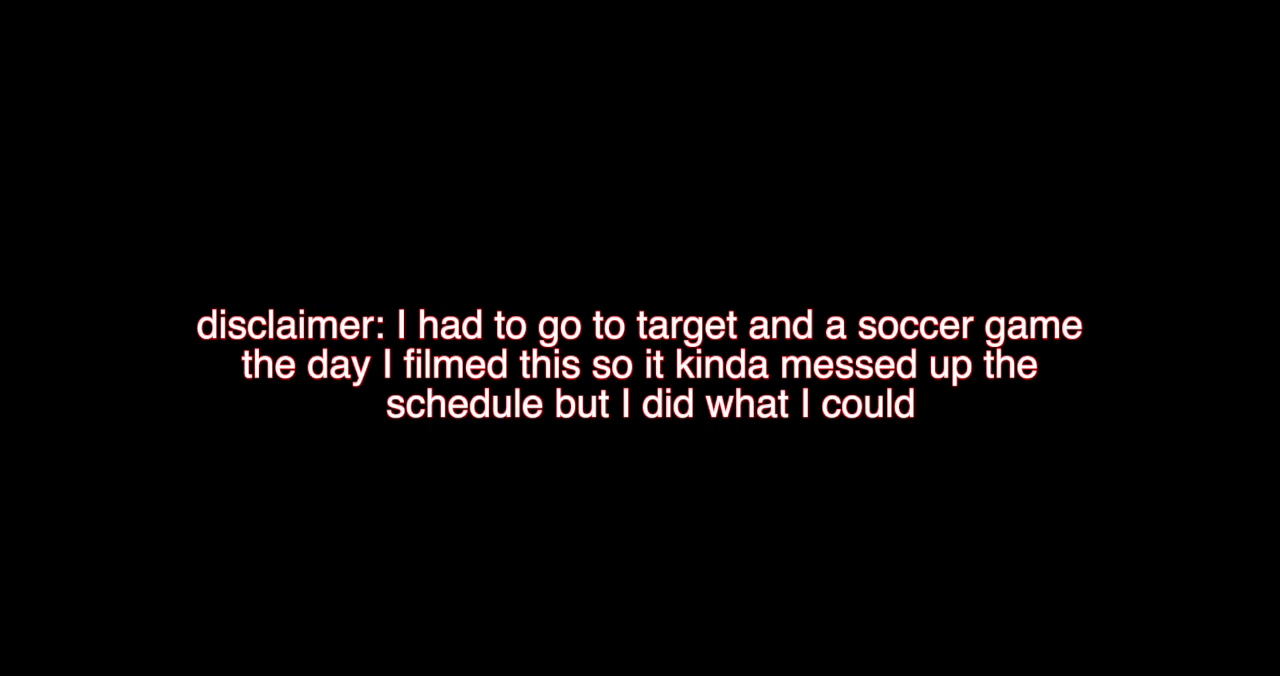 disclaimer: I had to go to target and a soccer game
the day I filmed this so it kinda messed up the
schedule but I did what I could